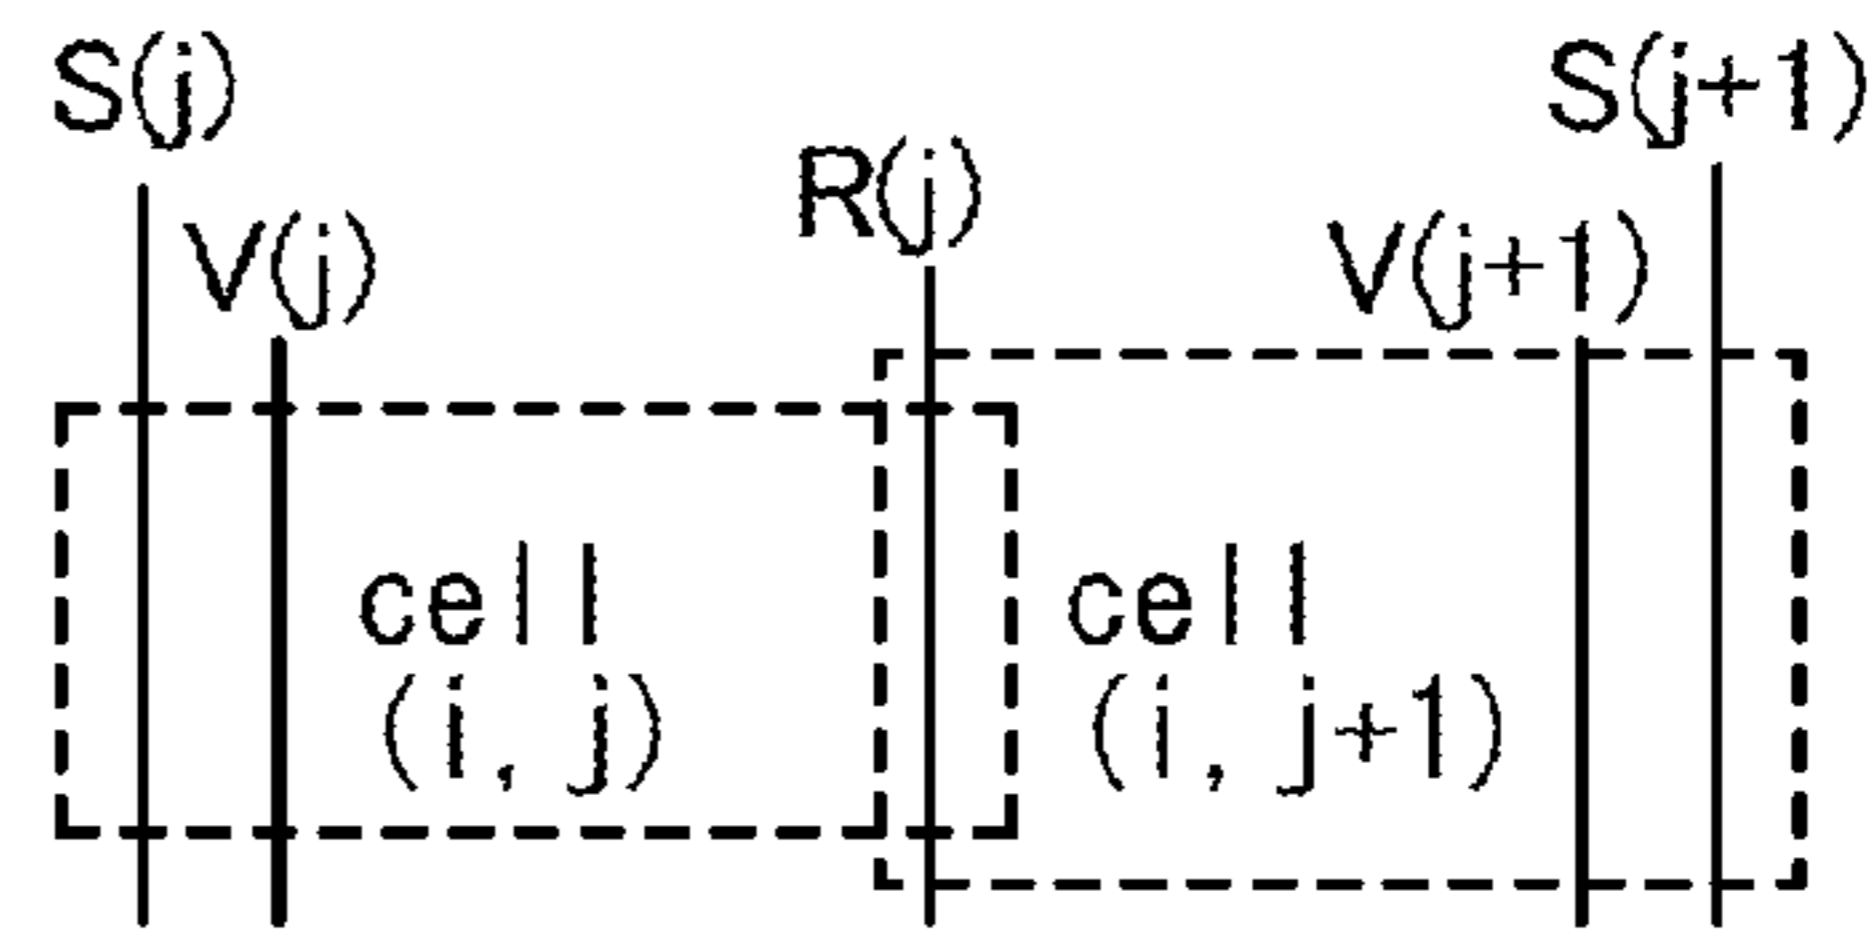 S(j)
S(j+1)
R(j)
V(j)
V(j+1)
cell
(i, j)
cell
(i, j+1)